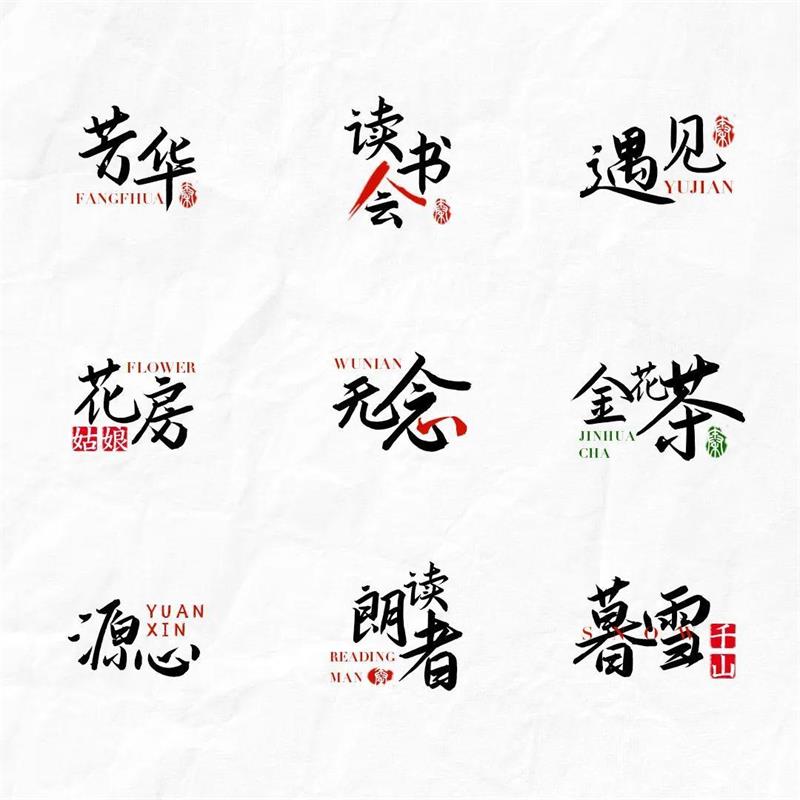 芳华
FANGFHUA
读书会
遇见
YUJIAN
FLOWER
花房
姑娘
WUNIAN
无念
金花茶
JINHUA
CHA
源心
YUAN
XIN
朗读者
READING
MAN
暮雪
SNOW
千山